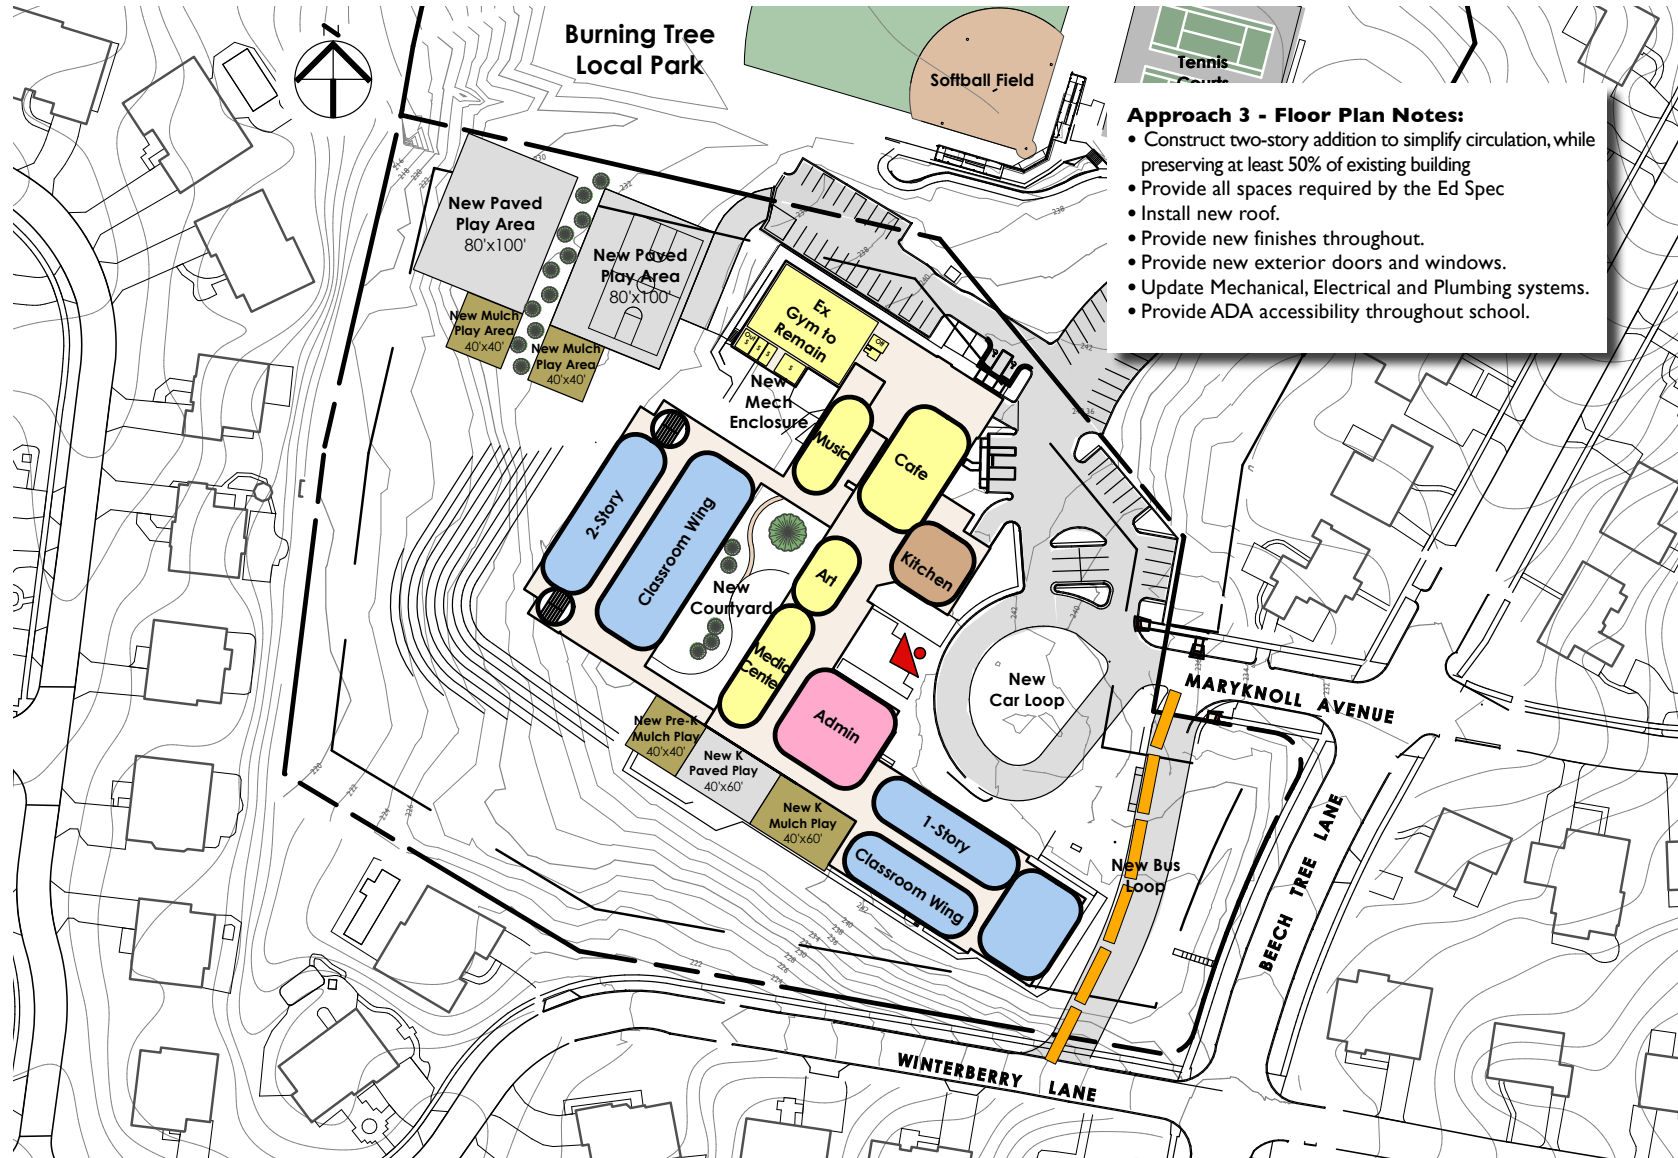 N
Burning Tree
Local Park
Softball Field
Tennis
Courts
Approach 3 - Floor Plan Notes:
• Construct two-story addition to simplify circulation, while
preserving at least 50% of existing building
• Provide all spaces required by the Ed Spec
• Install new roof.
• Provide new finishes throughout.
• Provide new exterior doors and windows.
• Update Mechanical, Electrical and Plumbing systems.
• Provide ADA accessibility throughout school.
New Paved
Play Area
80'x100'
New Paved
Play Area
80'x100'
New Mulch
Play Area
40'x40'
New Mulch
Play Area
40'x40'
Ex
Gym to
Remain
New
Mech
Enclosure
Music
Cafe
Kitchen
2-Story
Classroom Wing
New
Courtyard
Art
Media
Center
Admin
New
Car Loop
New Pre-K
Mulch Play
40'x40'
New K
Paved Play
40'x60'
New K
Mulch Play
40'x60'
1-Story
Classroom Wing
New Bus
Loop
MARYKNOLL AVENUE
BEECH TREE LANE
WINTERBERRY LANE